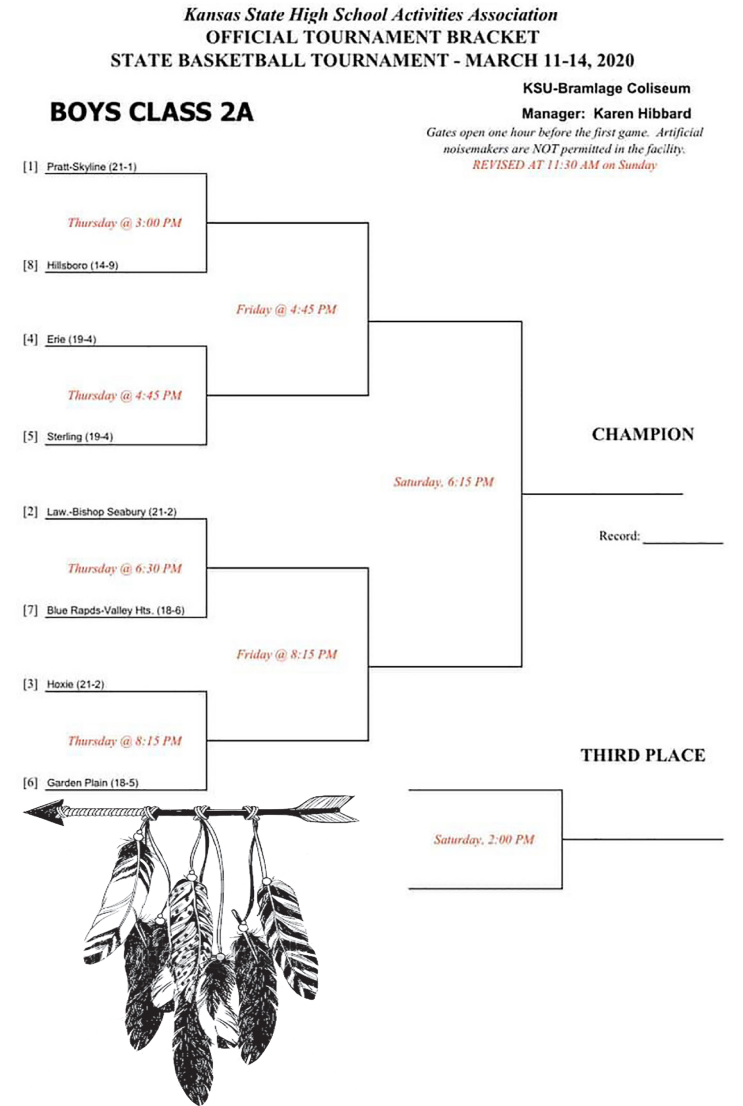 Kansas State High School Activities Association
OFFICIAL TOURNAMENT BRACKET
STATE BASKETBALL TOURNAMENT - MARCH 11-14, 2020
KSU-Bramlage Coliseum
BOYS CLASS 2A
Manager: Karen Hibbard
Gates open one hour before the first game. Artificial
noisemakers are NOT permitted in the facility.
REVISED AT 11:30 AM on Sunday
[1] Pratt-Skyline (21-1)
Thursday @ 3:00 PM
[8] Hillsboro (14-9)
Friday @ 4:45 PM
[4] Erie (19-4)
Thursday @ 4:45 PM
[5] Sterling (19-4)
CHAMPION
Saturday, 6:15 PM
[2] Law.-Bishop Seabury (21-2)
Record:
Thursday @ 6:30 PM
[7] Blue Rapds-Valley Hts. (18-6)
Friday @ 8:15 PM
[3] Hoxie (21-2)
Thursday @ 8:15 PM
[6] Garden Plain (18-5)
THIRD PLACE
Saturday, 2:00 PM